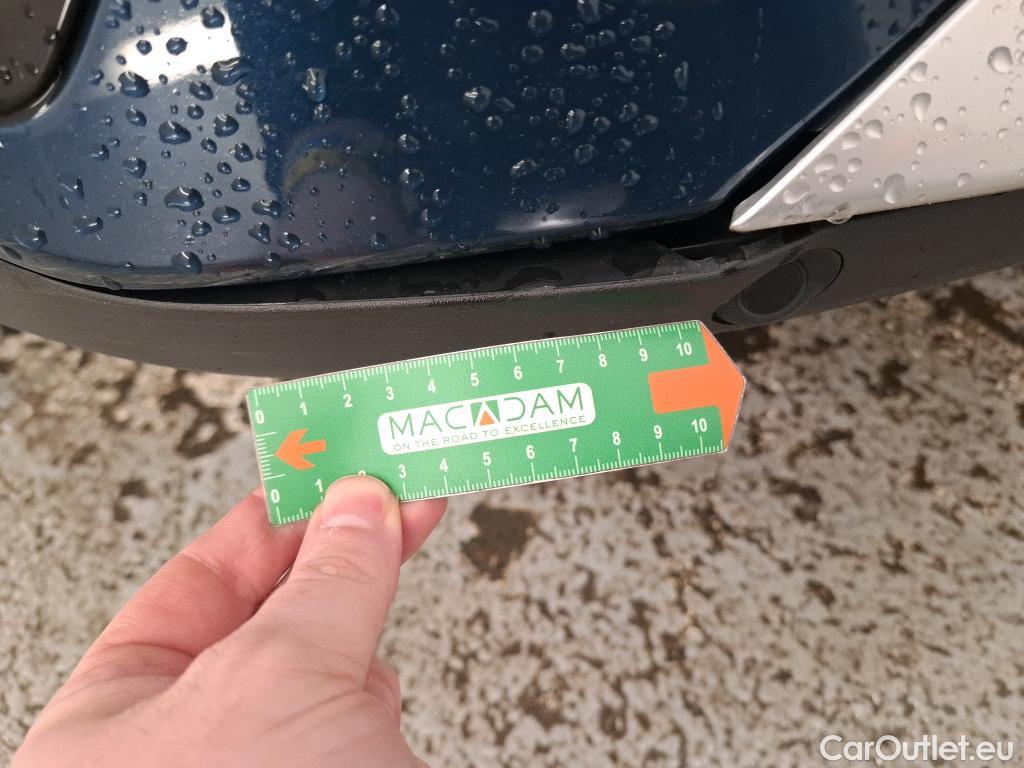 0 1 2 3 4 5 6 7 8 9 10
MACADAM
ON THE ROAD TO EXCELLENCE
0 1 2 3 4 5 6 7 8 9 10
CarOutlet.eu